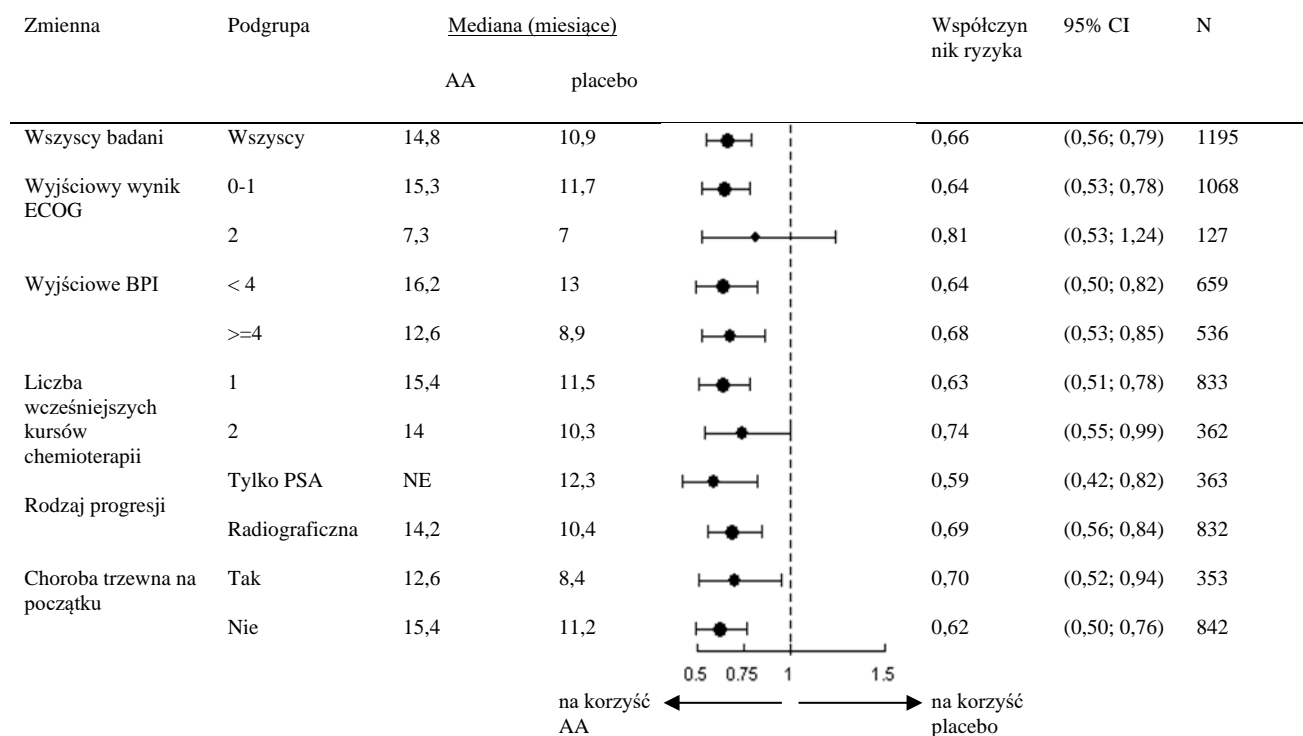 Zmienna Podgrupa Mediana (miesiące) Współczyn 95% CI N
nik ryzyka
AA placebo
Wszyscy badani Wszyscy 14,8 10,9 0,66 (0,56; 0,79) 1195
Wyjściowy wynik 0-1 15,3 11,7 0,64 (0,53; 0,78) 1068
ECOG
2 7,3 7 0,81 (0,53; 1,24) 127
Wyjściowe BPI < 4 16,2 13 0,64 (0,50; 0,82) 659
>=4 12,6 8,9 0,68 (0,53; 0,85) 536
Liczba 1 15,4 11,5 0,63 (0,51; 0,78) 833
wcześniejszych
kursów 2 14 10,3 0,74 (0,55; 0,99) 362
chemioterapii
Tylko PSA NE 12,3 0,59 (0,42; 0,82) 363
Rodzaj progresji
Radiograficzna 14,2 10,4 0,69 (0,56; 0,84) 832
Choroba trzewna na Tak 12,6 8,4 0,70 (0,52; 0,94) 353
początku
Nie 15,4 11,2 0,62 (0,50; 0,76) 842
0.5 0.75 1 1.5
na korzyść na korzyść
AA placebo